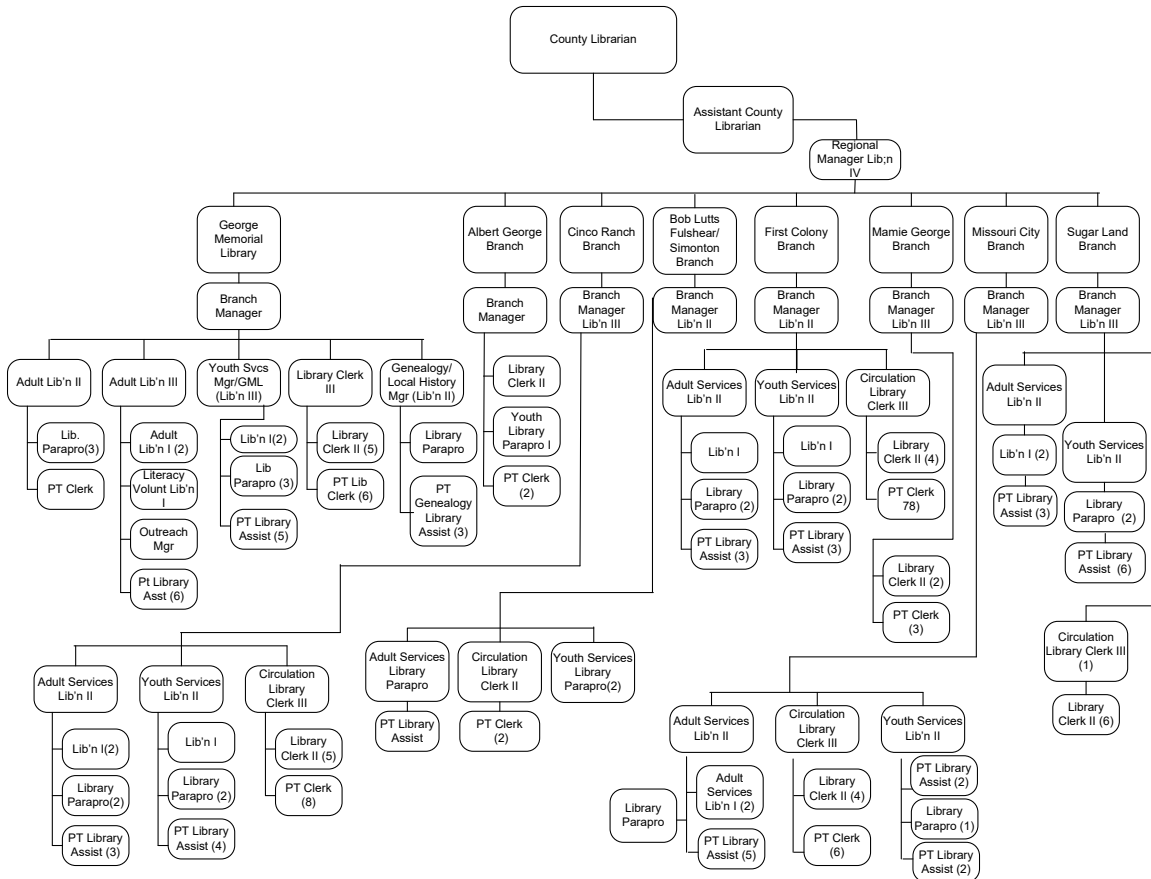 County Librarian
Assistant County
Librarian
Regional
Manager Lib;n
IV
George
Memorial
Library
Albert George
Branch
Cinco Ranch
Branch
Bob Lutts
Fulshear/
Simonton
Branch
First Colony
Branch
Mamie George
Branch
Missouri City
Branch
Sugar Land
Branch
Branch
Manager
Branch
Manager
Branch
Manager
Lib'n III
Branch
Manager Lib'n II
Branch
Manager
Lib'n II
Branch
Manager
Lib'n III
Branch
Manager
Lib'n III
Branch
Manager
Lib'n III
Adult Lib'n II
Lib.
Parapro(3)
PT Clerk
Adult Lib'n III
Adult
Lib'n I (2)
Literacy
Volunt Lib'n
I
Outreach
Mgr
Pt Library
Asst (6)
Youth Svcs
Mgr/GML
(Lib'n III)
Lib'n I(2)
Lib
Parapro (3)
PT Library
Assist (5)
Library Clerk
III
Library
Clerk II (5)
PT Lib
Clerk (6)
Genealogy/
Local History
Mgr (Lib'n II)
Library
Parapro
PT
Genealogy
Library
Assist (3)
Library
Clerk II
Youth
Library
Parapro I
PT Clerk
(2)
Adult Services
Lib'n II
Lib'n I
Library
Parapro (2)
PT Library
Assist (3)
Youth Services
Lib'n II
Lib'n I
Library
Parapro (2)
PT Library
Assist (3)
Circulation
Library
Clerk III
Library
Clerk II (4)
PT Clerk
78)
Library
Clerk II (2)
PT Clerk
(3)
Adult Services
Lib'n II
Lib'n I (2)
PT Library
Assist (3)
Youth Services
Lib'n II
Library
Parapro (2)
PT Library
Assist (6)
Circulation
Library Clerk III
(1)
Library
Clerk II (6)
Adult Services
Lib'n II
Lib'n I(2)
Library
Parapro(2)
PT Library
Assist (3)
Youth Services
Lib'n II
Lib'n I
Library
Parapro (2)
PT Library
Assist (4)
Circulation
Library
Clerk III
Library
Clerk II (5)
PT Clerk
(8)
Adult Services
Library
Parapro
PT Library
Assist
Circulation
Library
Clerk II
PT Clerk
(2)
Youth Services
Library
Parapro(2)
Adult Services
Lib'n II
Library
Parapro
Adult
Services
Lib'n I (2)
PT Library
Assist (5)
Circulation
Library
Clerk III
Library
Clerk II (4)
PT Clerk
(6)
Youth Services
Lib'n II
PT Library
Assist (2)
Library
Parapro (1)
PT Library
Assist (2)